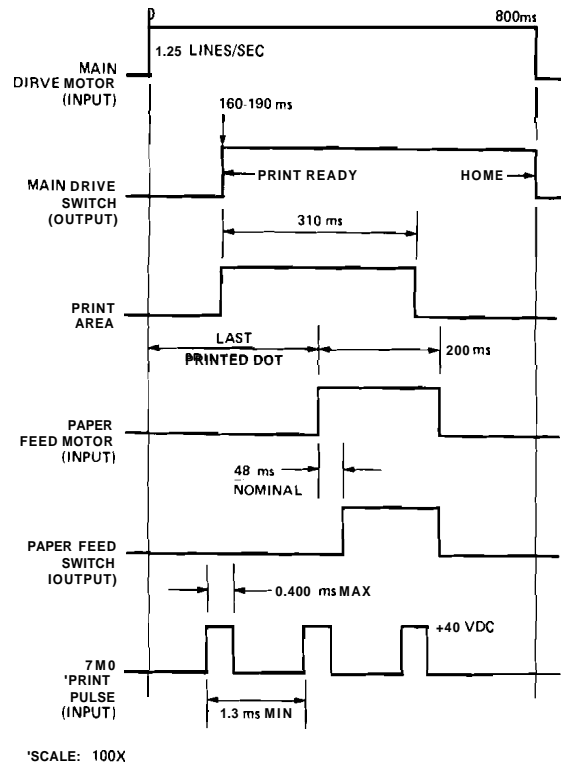 0
800ms
1.25 LINES/SEC
MAIN
DIRVE MOTOR
(INPUT)
160-190 ms
PRINT READY
HOME
MAIN DRIVE
SWITCH
(OUTPUT)
310 ms
PRINT
AREA
LAST
PRINTED DOT
200 ms
PAPER
FEED MOTOR
(INPUT)
48 ms
NOMINAL
PAPER FEED
SWITCH
IOUTPUT)
0.400 ms MAX
+40 VDC
7M0
'PRINT
PULSE
(INPUT)
1.3 ms MIN
'SCALE: 100X